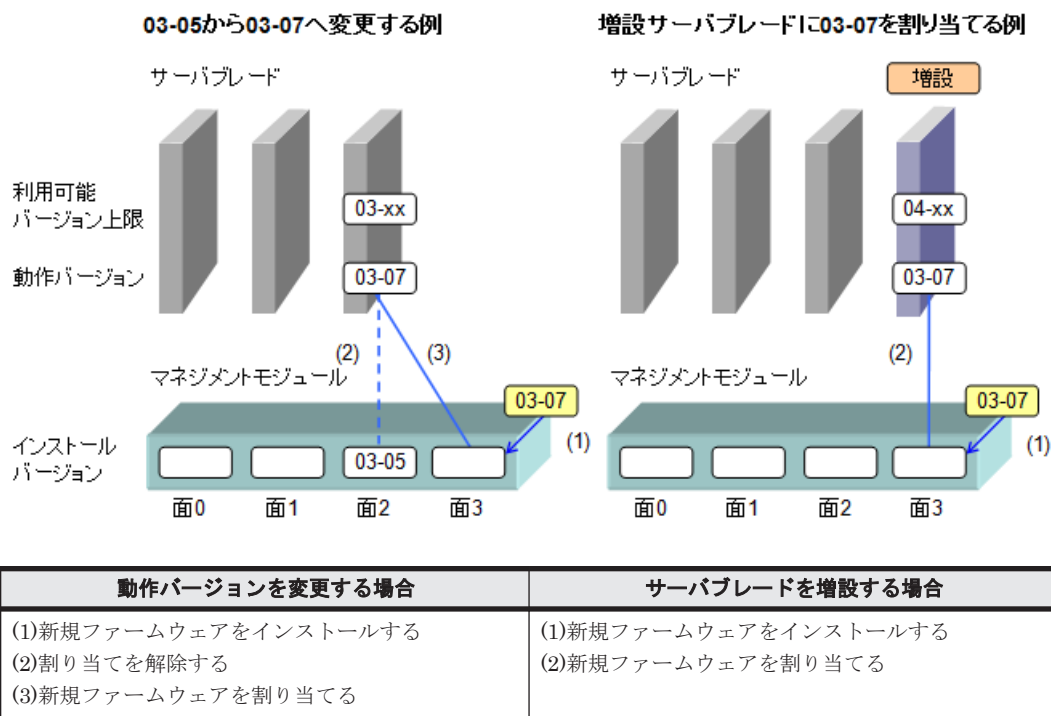 03-05から03-07へ変更する例
サーバブレード
利用可能
バージョン上限
03-xx
動作バージョン
03-07
(2)
(3)
マネジメントモジュール
03-07
(1)
インストール
バージョン
03-05
面0
面1
面2
面3
増設サーバブレードに03-07を割り当てる例
サーバブレード
増設
04-xx
03-07
(2)
マネジメントモジュール
03-07
(1)
面0
面1
面2
面3
動作バージョンを変更する場合
サーバブレードを増設する場合
(1)新規ファームウェアをインストールする
(2)割り当てを解除する
(3)新規ファームウェアを割り当てる
(1)新規ファームウェアをインストールする
(2)新規ファームウェアを割り当てる